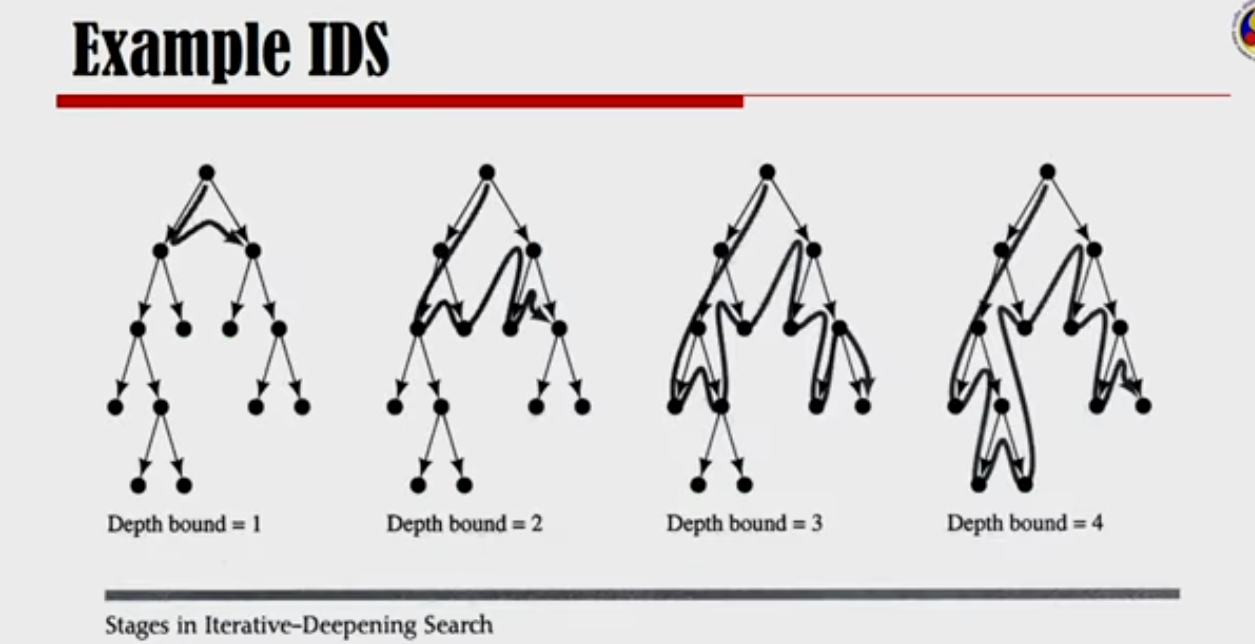 Example IDS
Depth bound = 1
Depth bound = 2
Depth bound = 3
Depth bound = 4
Stages in Iterative-Deepening Search